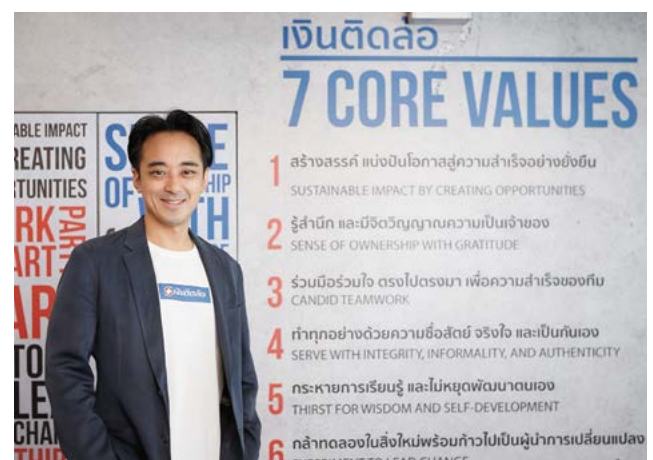 ABLE IMPACT
REATING
TUNITIES
RK
ART
PART
TO
LE
CHAN
THIR
S E
OF
HIP
TH
เงินติดล้อ
เงินติดล้อ
7 CORE VALUES
1 สร้างสรรค์ แบ่งปันโอกาสสู่ความสำเร็จอย่างยั่งยืน
SUSTAINABLE IMPACT BY CREATING OPPORTUNITIES
2 รู้สำนึก และมีจิตวิญญาณความเป็นเจ้าของ
SENSE OF OWNERSHIP WITH GRATITUDE
3 ร่วมมือร่วมใจ ตรงไปตรงมา เพื่อความสำเร็จของทีม
CANDID TEAMWORK
4 ทำทุกอย่างด้วยความซื่อสัตย์ จริงใจ และเป็นกันเอง
SERVE WITH INTEGRITY, INFORMALITY, AND AUTHENTICITY
5 กระหายการเรียนรู้ และไม่หยุดพัฒนาตนเอง
THIRST FOR WISDOM AND SELF-DEVELOPMENT
6 กล้าทดลองในสิ่งใหม่พร้อมก้าวไปเป็นผู้นำการเปลี่ยนแปลง
EXPERIMENT TO LEAD CHANGE